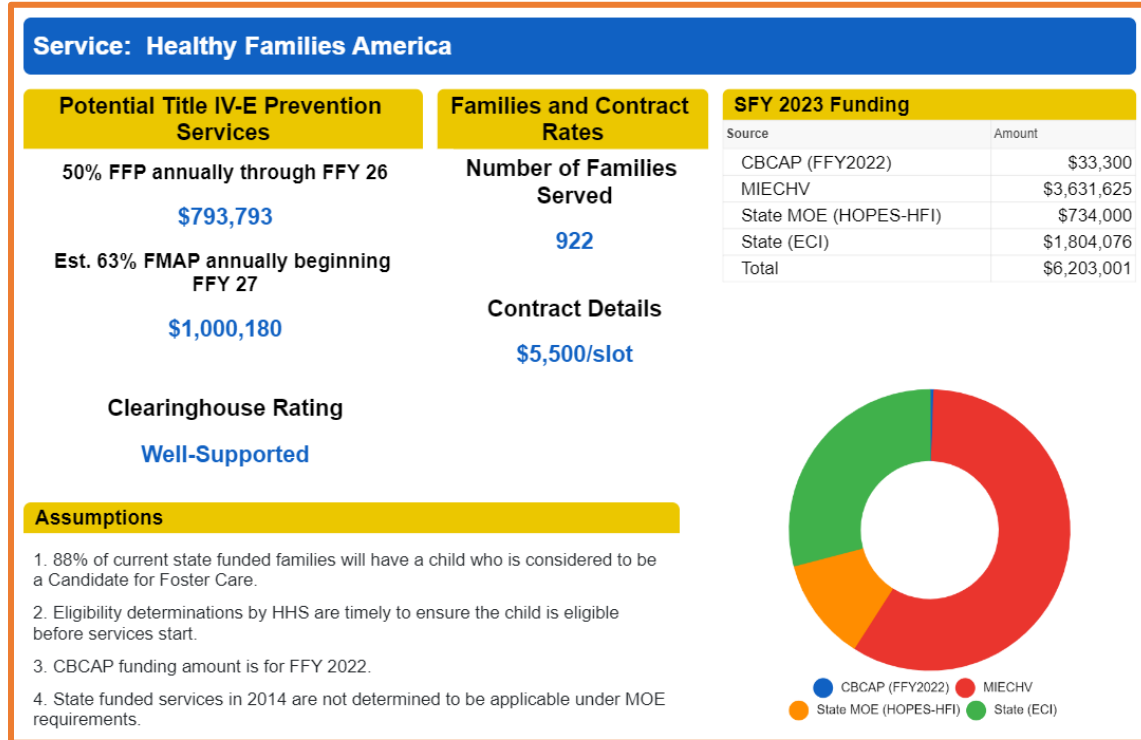 Service: Healthy Families America
Potential Title IV-E Prevention
Services
50% FFP annually through FFY 26
$793,793
Est. 63% FMAP annually beginning
FFY 27
$1,000,180
Clearinghouse Rating
Well-Supported
Families and Contract
Rates
Number of Families
Served
922
Contract Details
$5,500/slot
SFY 2023 Funding
Source Amount
CBCAP (FFY2022) $33,300
MIECHV $3,631,625
State MOE (HOPES-HFI) $734,000
State (ECI) $1,804,076
Total $6,203,001
CBCAP (FFY2022) MIECHV
State MOE (HOPES-HFI) State (ECI)
Assumptions
1. 88% of current state funded families will have a child who is considered to be
a Candidate for Foster Care.
2. Eligibility determinations by HHS are timely to ensure the child is eligible
before services start.
3. CBCAP funding amount is for FFY 2022.
4. State funded services in 2014 are not determined to be applicable under MOE
requirements.